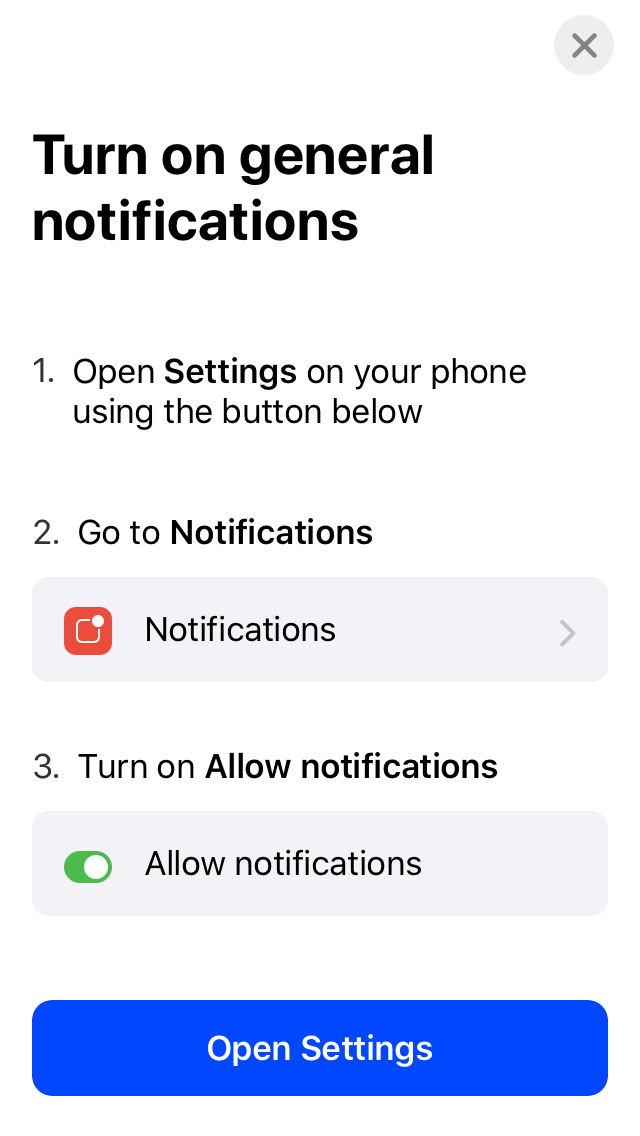 Turn on general
notifications
1. Open Settings on your phone
using the button below
2. Go to Notifications
Notifications
3. Turn on Allow notifications
Allow notifications
Open Settings